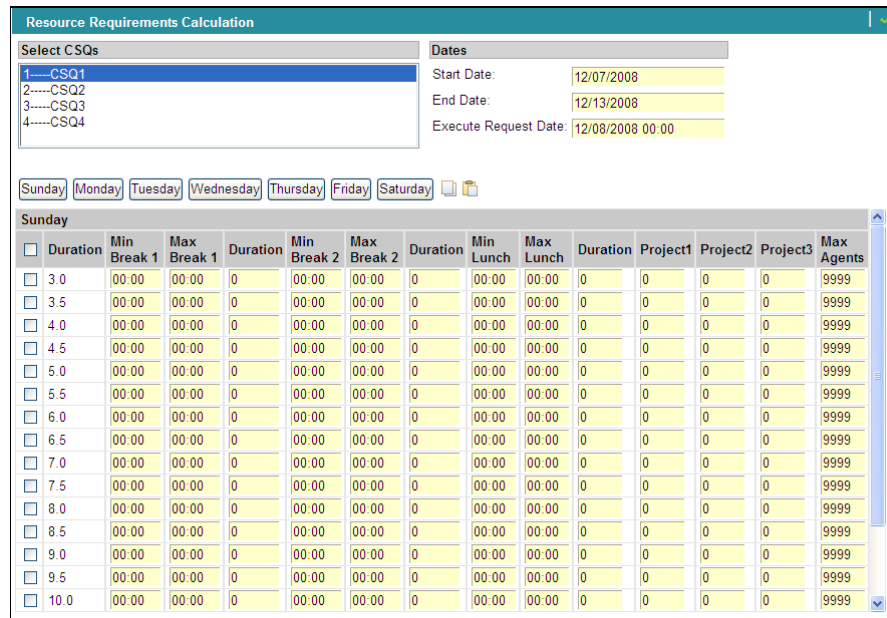 Resource Requirements Calculation
Select CSQs
1-----CSQ1
2-----CSQ2
3-----CSQ3
4-----CSQ4
Dates
Start Date: 12/07/2008
End Date: 12/13/2008
Execute Request Date: 12/08/2008 00:00
Sunday Monday Tuesday Wednesday Thursday Friday Saturday
Sunday
Duration Min Break 1 Max Break 1 Duration Min Break 2 Max Break 2 Duration Min Lunch Max Lunch Duration Project1 Project2 Project3 Max Agents
3.0 00:00 00:00 0 00:00 00:00 0 00:00 00:00 0 0 0 0 9999
3.5 00:00 00:00 0 00:00 00:00 0 00:00 00:00 0 0 0 0 9999
4.0 00:00 00:00 0 00:00 00:00 0 00:00 00:00 0 0 0 0 9999
4.5 00:00 00:00 0 00:00 00:00 0 00:00 00:00 0 0 0 0 9999
5.0 00:00 00:00 0 00:00 00:00 0 00:00 00:00 0 0 0 0 9999
5.5 00:00 00:00 0 00:00 00:00 0 00:00 00:00 0 0 0 0 9999
6.0 00:00 00:00 0 00:00 00:00 0 00:00 00:00 0 0 0 0 9999
6.5 00:00 00:00 0 00:00 00:00 0 00:00 00:00 0 0 0 0 9999
7.0 00:00 00:00 0 00:00 00:00 0 00:00 00:00 0 0 0 0 9999
7.5 00:00 00:00 0 00:00 00:00 0 00:00 00:00 0 0 0 0 9999
8.0 00:00 00:00 0 00:00 00:00 0 00:00 00:00 0 0 0 0 9999
8.5 00:00 00:00 0 00:00 00:00 0 00:00 00:00 0 0 0 0 9999
9.0 00:00 00:00 0 00:00 00:00 0 00:00 00:00 0 0 0 0 9999
9.5 00:00 00:00 0 00:00 00:00 0 00:00 00:00 0 0 0 0 9999
10.0 00:00 00:00 0 00:00 00:00 0 00:00 00:00 0 0 0 0 9999